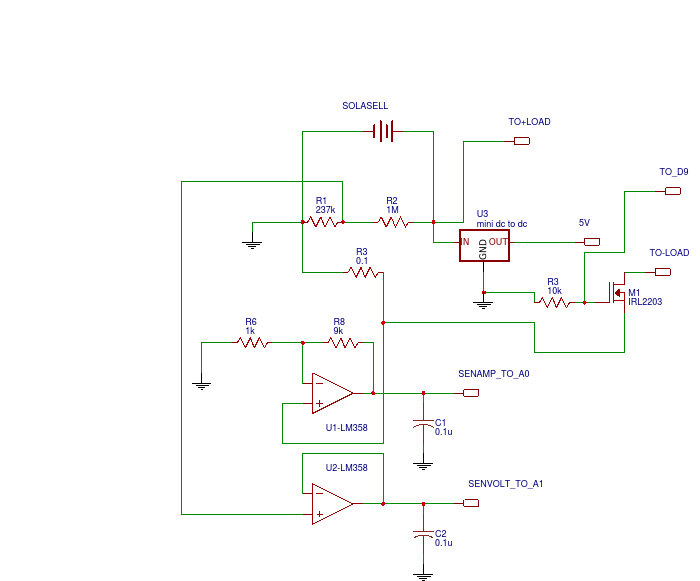 SOLASELL
TO+LOAD
TO_D9
R1
237k
R2
1M
U3
mini dc to dc
5V
IN
GND
OUT
TO-LOAD
R3
0.1
R3
10k
M1
IRL2203
R6
1k
R8
9k
SENAMP_TO_A0
U1-LM358
C1
0.1u
U2-LM358
SENVOLT_TO_A1
C2
0.1u